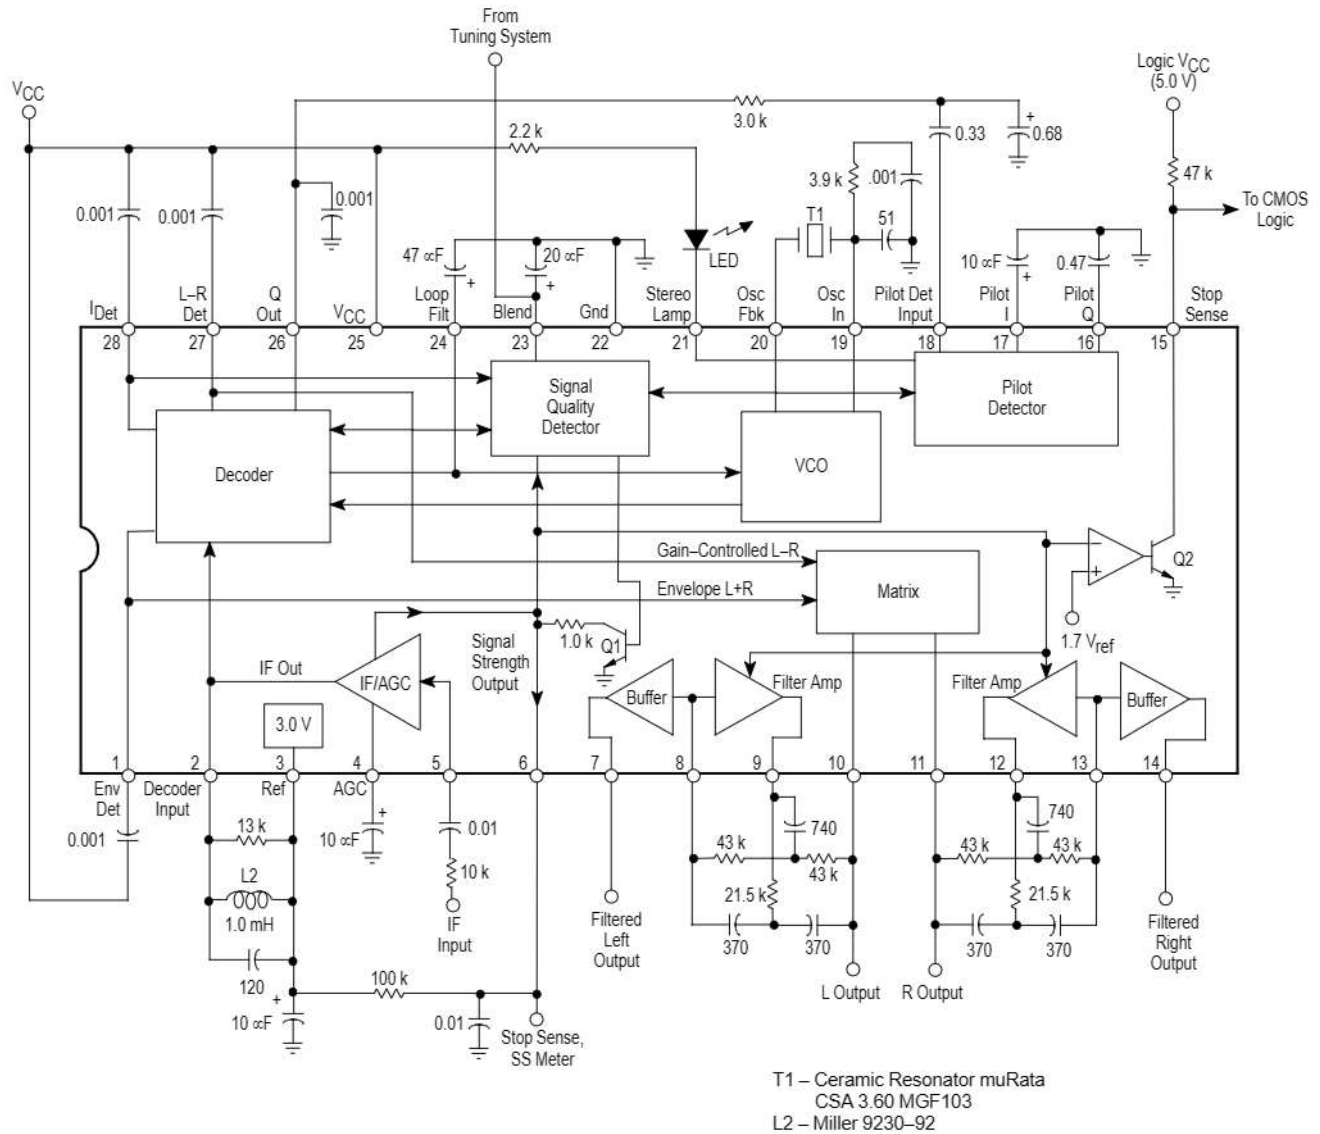 From
Tuning System
VCC
Logic VCC
(5.0 V)
3.0 k
0.33
+
0.68
2.2 k
47 k
To CMOS
Logic
0.001
0.001
0.001
3.9 k
.001
T1
51
47 ∝F
+
20 ∝F
+
LED
10 ∝F
+
0.47
IDet
L–R
Det
Q
Out
VCC
Loop
Filt
Blend
Gnd
Stereo
Lamp
Osc
Fbk
Osc
In
Pilot Det
Input
Pilot
I
Pilot
Q
Stop
Sense
28
27
26
25
24
23
22
21
20
19
18
17
16
15
Signal
Quality
Detector
Pilot
Detector
Decoder
VCO
Gain–Controlled L–R
Envelope L+R
Matrix
–
+
Q2
1.7 Vref
1.0 k
Q1
Signal
Strength
Output
IF Out
IF/AGC
3.0 V
Buffer
Filter Amp
Filter Amp
Buffer
1
2
3
4
5
6
7
8
9
10
11
12
13
14
Env
Det
Decoder
Input
Ref
AGC
0.001
13 k
L2
1.0 mH
120
+
10 ∝F
+
10 ∝F
0.01
10 k
IF
Input
100 k
0.01
Stop Sense,
SS Meter
Filtered
Left
Output
740
43 k
43 k
21.5 k
370
370
L Output
R Output
740
43 k
43 k
21.5 k
370
370
Filtered
Right
Output
T1 – Ceramic Resonator muRata
CSA 3.60 MGF103
L2 – Miller 9230–92